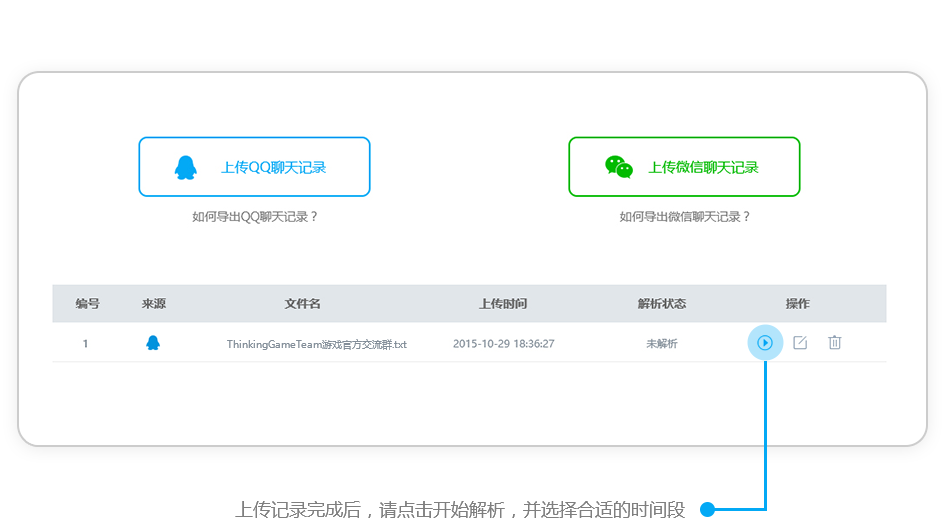 上传QQ聊天记录
上传微信聊天记录
如何导出QQ聊天记录？
如何导出微信聊天记录？
编号 来源 文件名 上传时间 解析状态 操作
1 ThinkingGameTeam游戏官方交流群.txt 2015-10-29 18:36:27 未解析
上传记录完成后，请点击开始解析，并选择合适的时间段